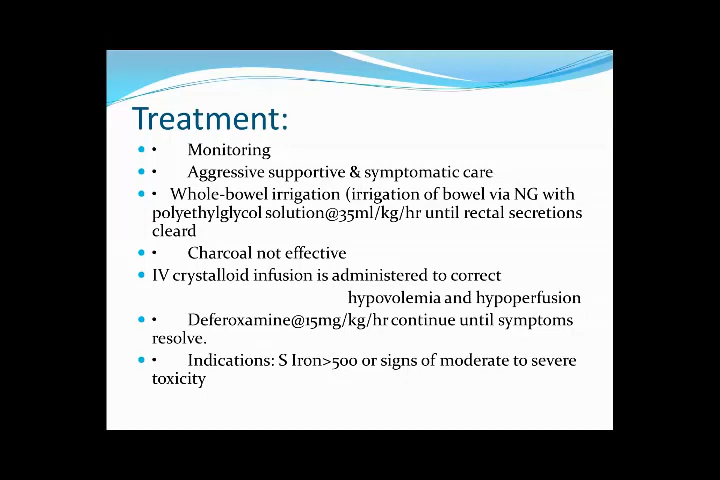 Treatment:
• • Monitoring
• • Aggressive supportive & symptomatic care
• • Whole-bowel irrigation (irrigation of bowel via NG with
polyethylglycol solution@35ml/kg/hr until rectal secretions
cleard
• • Charcoal not effective
• IV crystalloid infusion is administered to correct
hypovolemia and hypoperfusion
• • Deferoxamine@15mg/kg/hr continue until symptoms
resolve.
• • Indications: S Iron>500 or signs of moderate to severe
toxicity